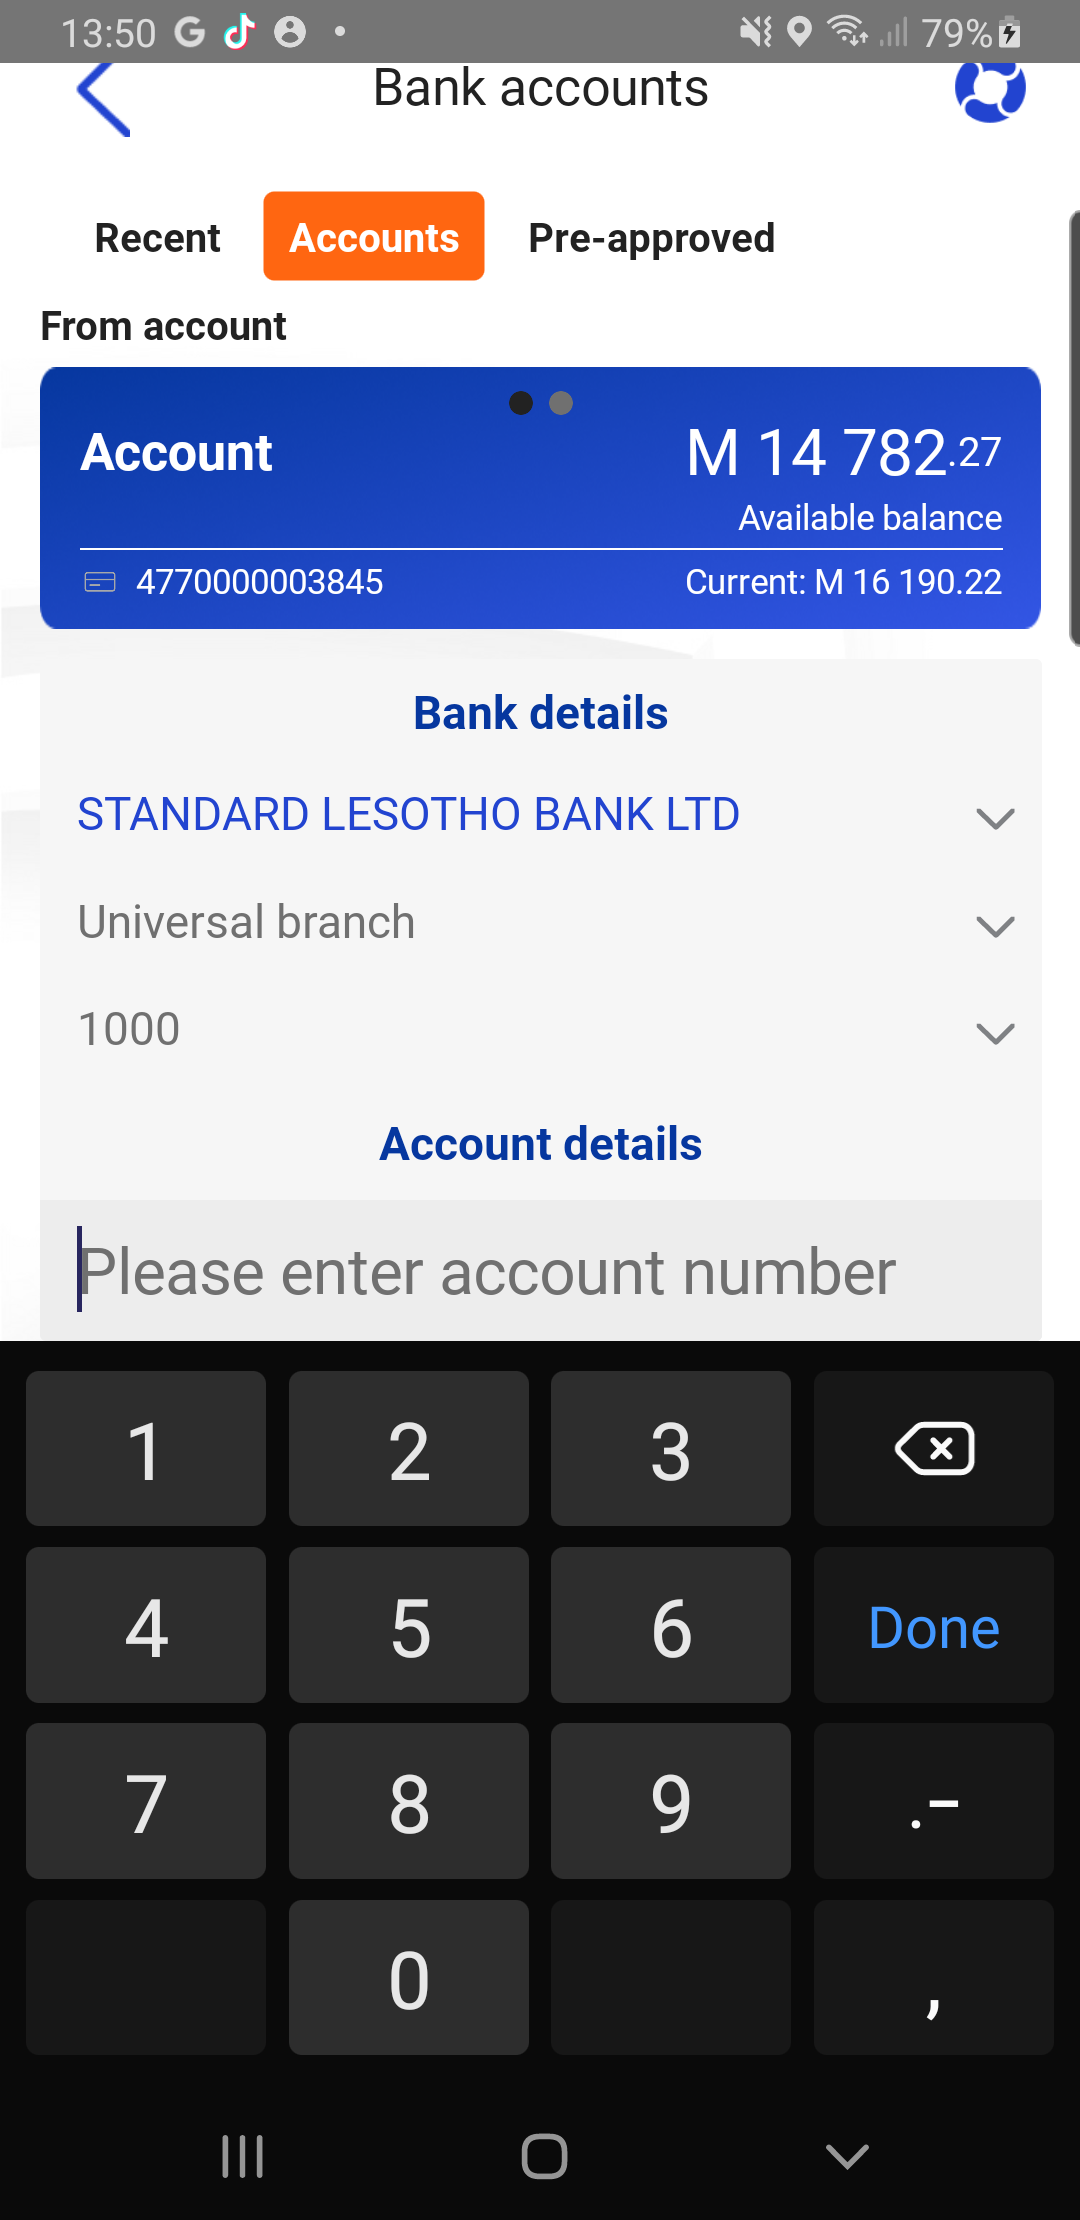 13:50 79%
Bank accounts
Recent Accounts Pre-approved
From account
Account M 14 782.27
Available balance
4770000003845 Current: M 16 190.22
Bank details
STANDARD LESOTHO BANK LTD
Universal branch
1000
Account details
Please enter account number
1 2 3
4 5 6 Done
7 8 9 .-
0 ,